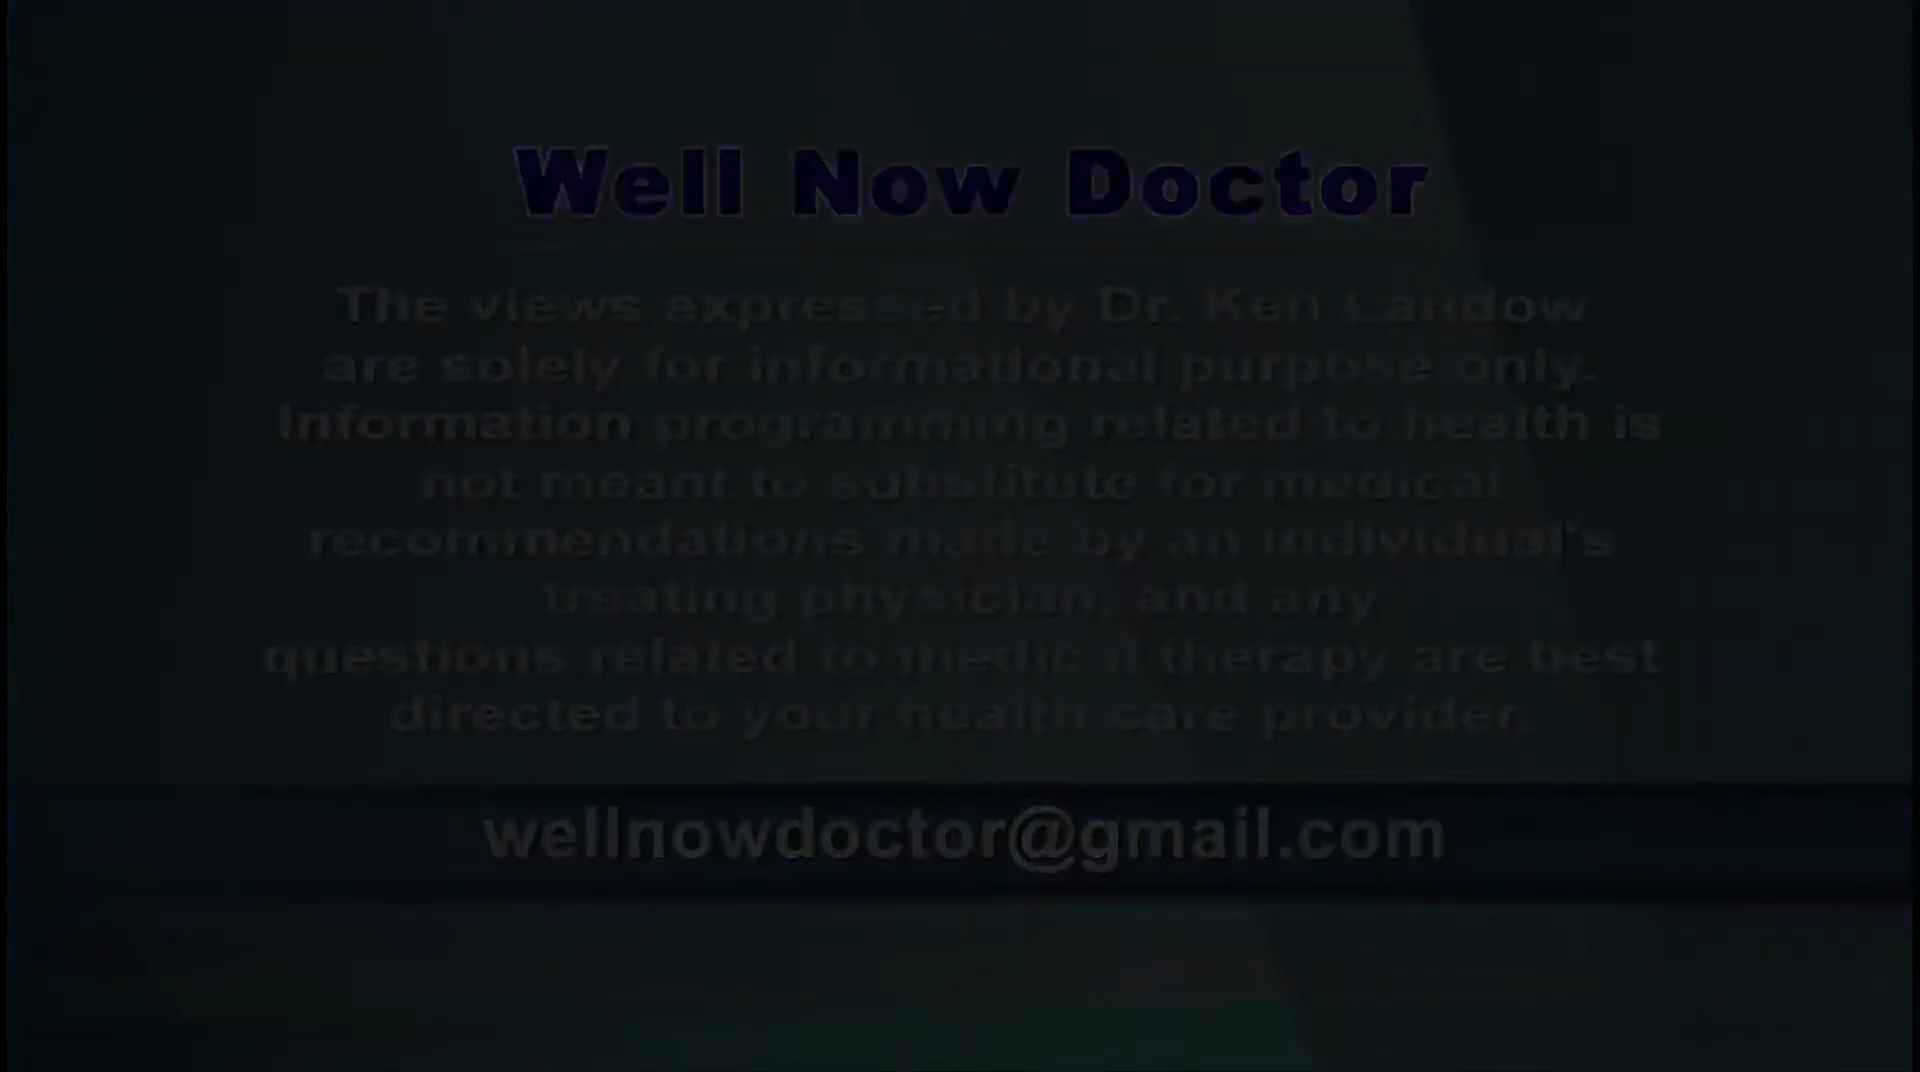 Well Now Doctor
The views expressed by Dr. Ken Landow
are solely for informational purpose only.
Information programming related to health is
not meant to substitute for medical
recommendations made by an individual's
treating physician, and any
questions related to medical therapy are best
directed to your health care provider.
wellnowdoctor@gmail.com